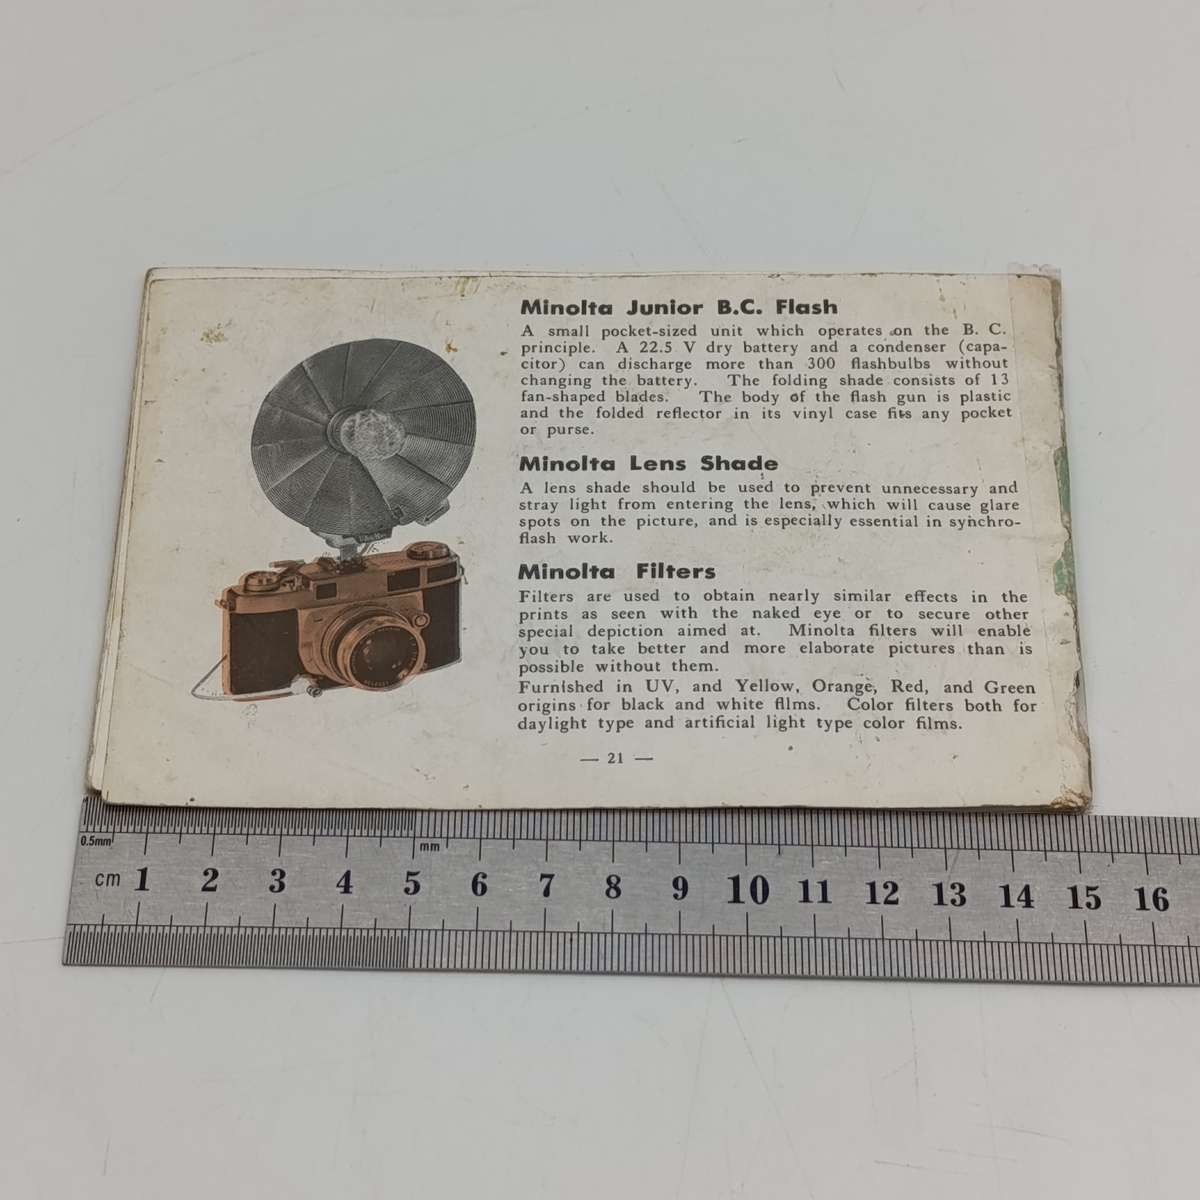 Minolta Junior B.C. Flash
A small pocket-sized unit which operates on the B. C.
principle. A 22.5 V dry battery and a condenser (capa-
citor) can discharge more than 300 flashbulbs without
changing the battery. The folding shade consists of 13
fan-shaped blades. The body of the flash gun is plastic
and the folded reflector in its vinyl case fits any pocket
or purse.
Minolta Lens Shade
A lens shade should be used to prevent unnecessary and
stray light from entering the lens, which will cause glare
spots on the picture, and is especially essential in synchro-
flash work.
Minolta Filters
Filters are used to obtain nearly similar effects in the
prints as seen with the naked eye or to secure other
special depiction aimed at. Minolta filters will enable
you to take better and more elaborate pictures than is
possible without them.
Furnished in UV, and Yellow, Orange, Red, and Green
origins for black and white films. Color filters both for
daylight type and artificial light type color films.
— 21 —
0.5mm mm
cm 1 2 3 4 5 6 7 8 9 10 11 12 13 14 15 16